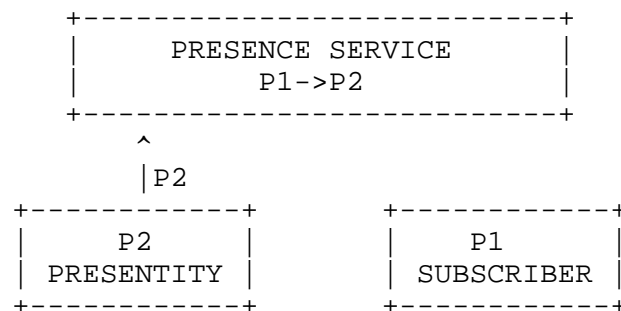 PRESENCE SERVICE
P1->P2
^
|P2
P2 P1
PRESENTITY SUBSCRIBER